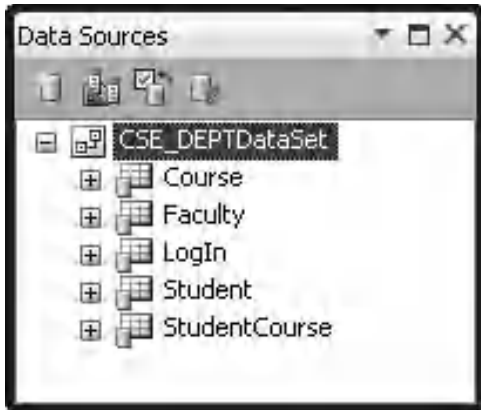 Data Sources
CSE_DEPTDataSet
Course
Faculty
LogIn
Student
StudentCourse